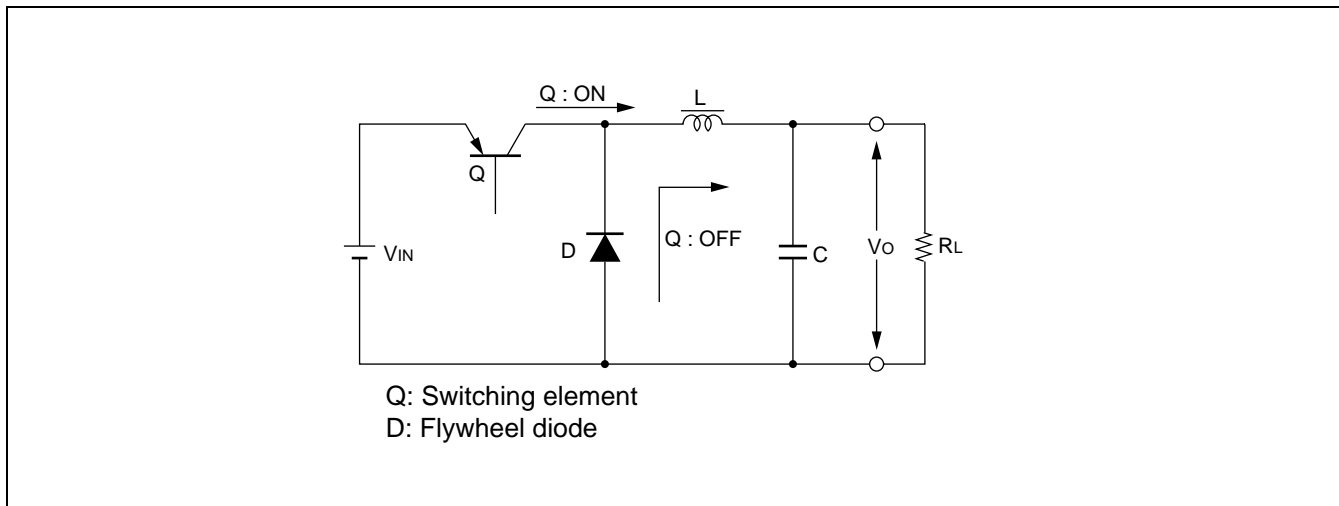 Q : ON
L
Q
VIN
D
Q : OFF
C
VO
RL
Q: Switching element
D: Flywheel diode